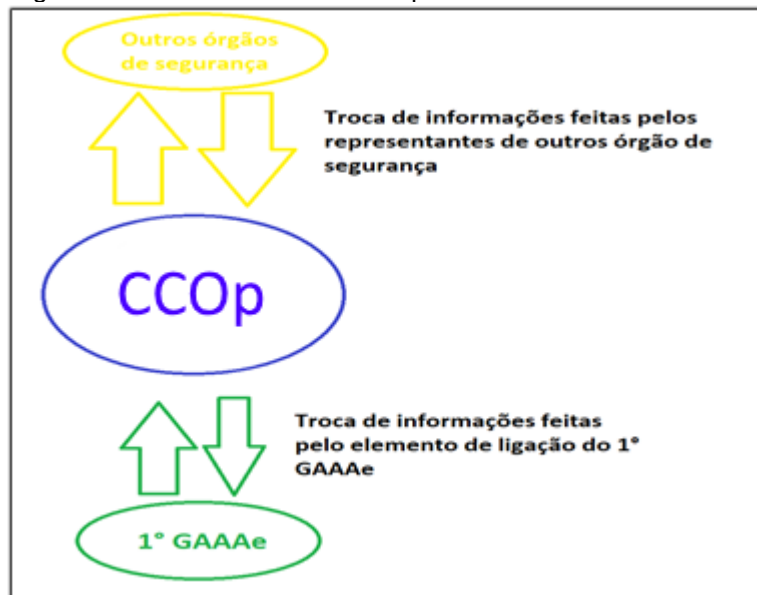 Outros órgãos
de segurança
Troca de informações feitas pelos
representantes de outros órgão de
segurança
CCOp
Troca de informações feitas
pelo elemento de ligação do 1°
GAAAe
1° GAAAe